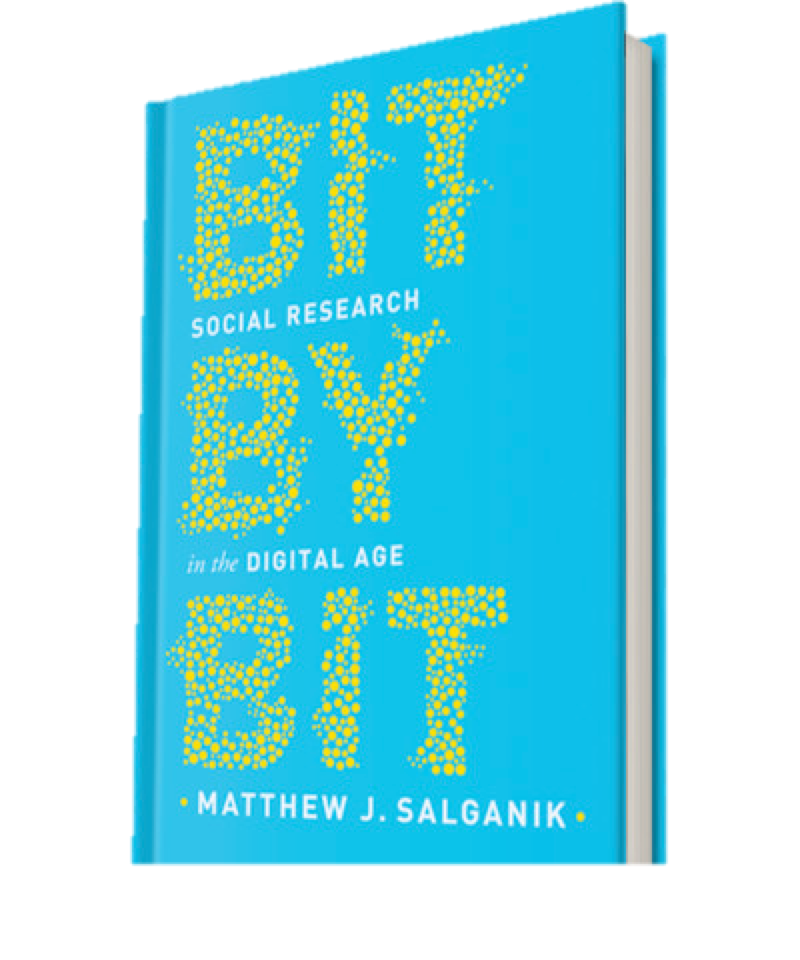 BIT
SOCIAL RESEARCH
BY
in the DIGITAL AGE
BIT
• MATTHEW J. SALGANIK •